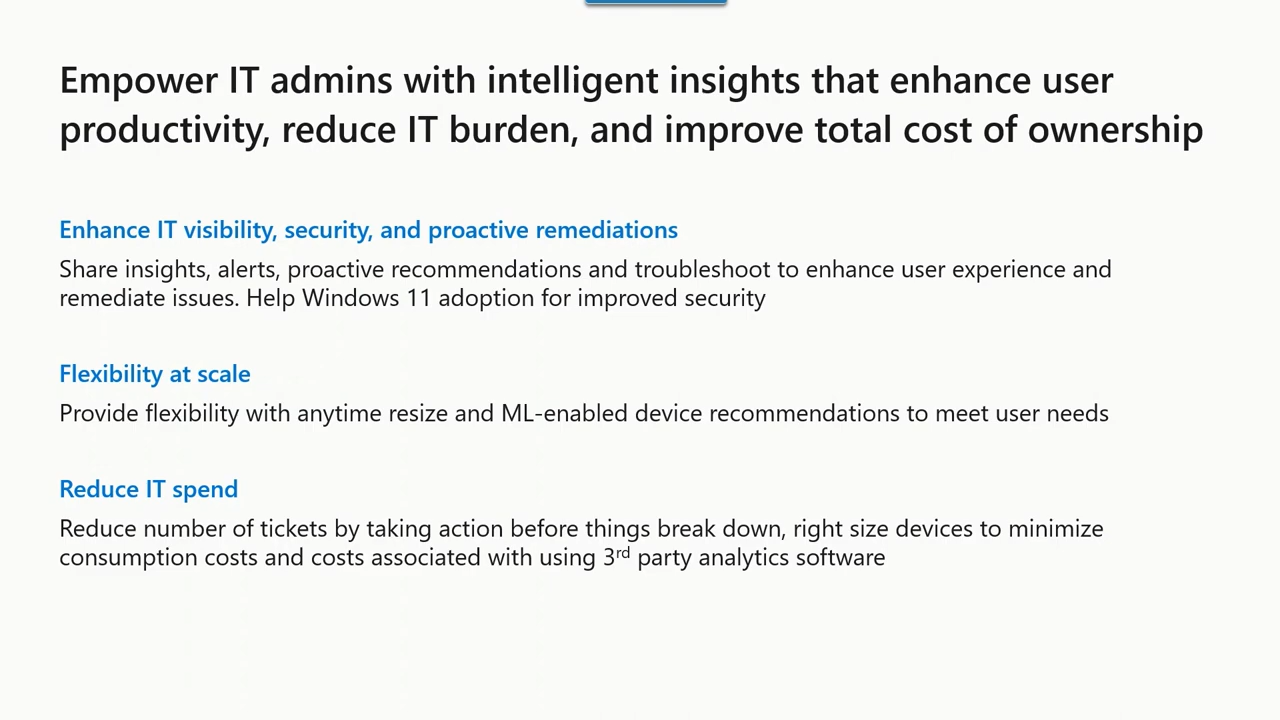 Empower IT admins with intelligent insights that enhance user
productivity, reduce IT burden, and improve total cost of ownership
Enhance IT visibility, security, and proactive remediations
Share insights, alerts, proactive recommendations and troubleshoot to enhance user experience and
remediate issues. Help Windows 11 adoption for improved security
Flexibility at scale
Provide flexibility with anytime resize and ML-enabled device recommendations to meet user needs
Reduce IT spend
Reduce number of tickets by taking action before things break down, right size devices to minimize
consumption costs and costs associated with using 3rd party analytics software